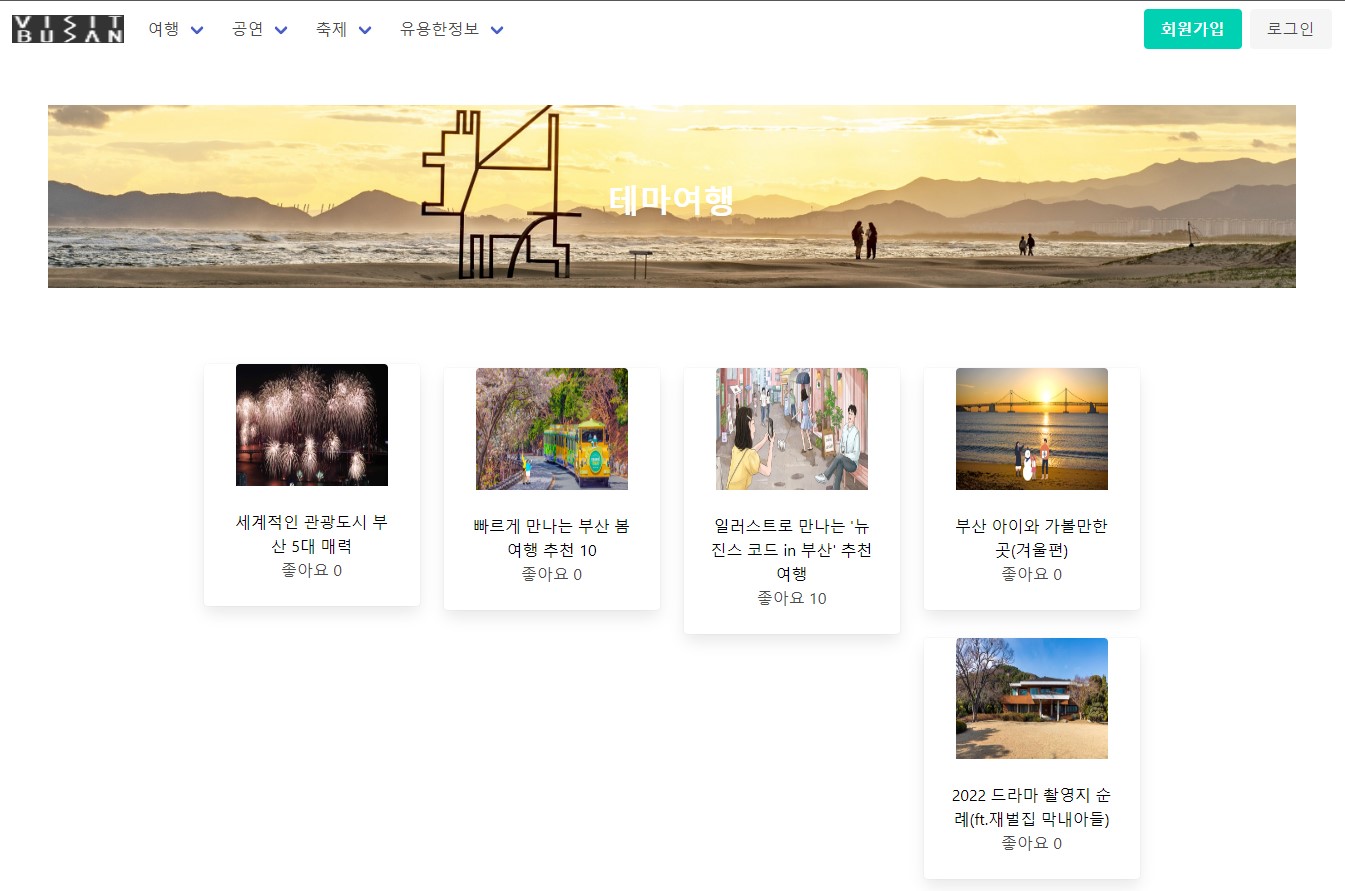 VISIT
BUSAN
여행
공연
축제
유용한정보
회원가입
로그인
테마여행
세계적인 관광도시 부
산 5대 매력
좋아요 0
빠르게 만나는 부산 봄
여행 추천 10
좋아요 0
일러스트로 만나는 '뉴
진스 코드 in 부산' 추천
여행
좋아요 10
부산 아이와 가볼만한
곳(겨울편)
좋아요 0
2022 드라마 촬영지 순
례(ft.재벌집 막내아들)
좋아요 0